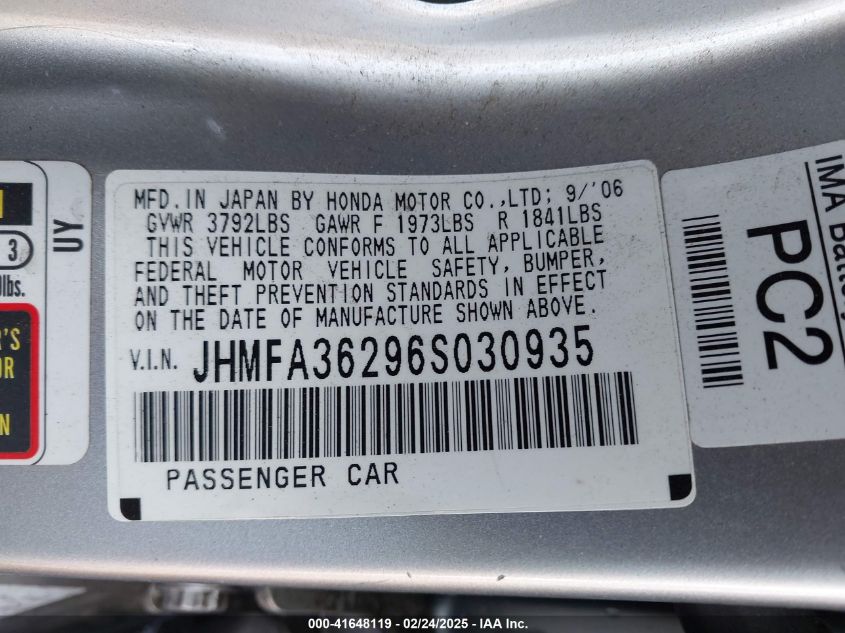 MFD.IN JAPAN BY HONDA MOTOR CO.,LTD; 9/'06
GVWR 3792LBS GAWR F 1973LBS R 1841LBS
THIS VEHICLE CONFORMS TO ALL APPLICABLE
FEDERAL MOTOR VEHICLE SAFETY, BUMPER,
AND THEFT PREVENTION STANDARDS IN EFFECT
ON THE DATE OF MANUFACTURE SHOWN ABOVE.
V.I.N. JHMFA36296S030935
PASSENGER CAR
UY
3
lbs.
N
IMA Battery
PC2
000-41648119 — 02/24/2025 — IAA Inc.